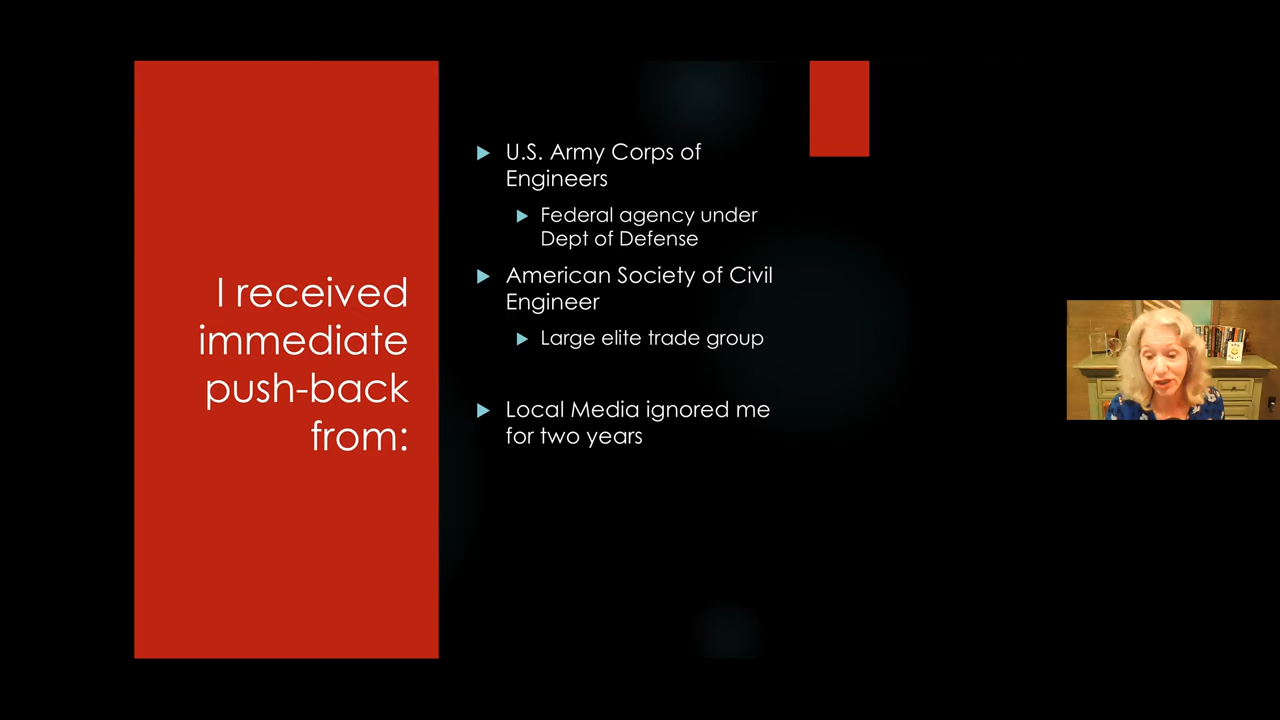 I received
immediate
push-back
from:
U.S. Army Corps of
Engineers
Federal agency under
Dept of Defense
American Society of Civil
Engineer
Large elite trade group
Local Media ignored me
for two years